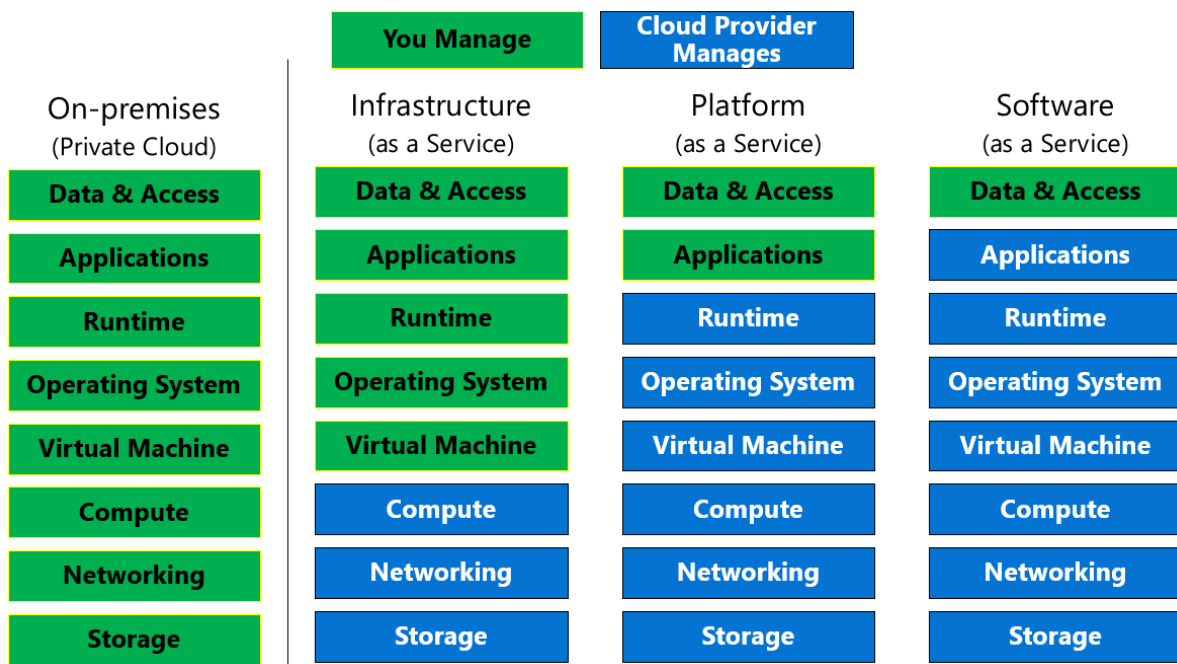 You Manage
Cloud Provider
Manages
On-premises
(Private Cloud)
Data & Access
Applications
Runtime
Operating System
Virtual Machine
Compute
Networking
Storage
Infrastructure
(as a Service)
Data & Access
Applications
Runtime
Operating System
Virtual Machine
Compute
Networking
Storage
Platform
(as a Service)
Data & Access
Applications
Runtime
Operating System
Virtual Machine
Compute
Networking
Storage
Software
(as a Service)
Data & Access
Applications
Runtime
Operating System
Virtual Machine
Compute
Networking
Storage